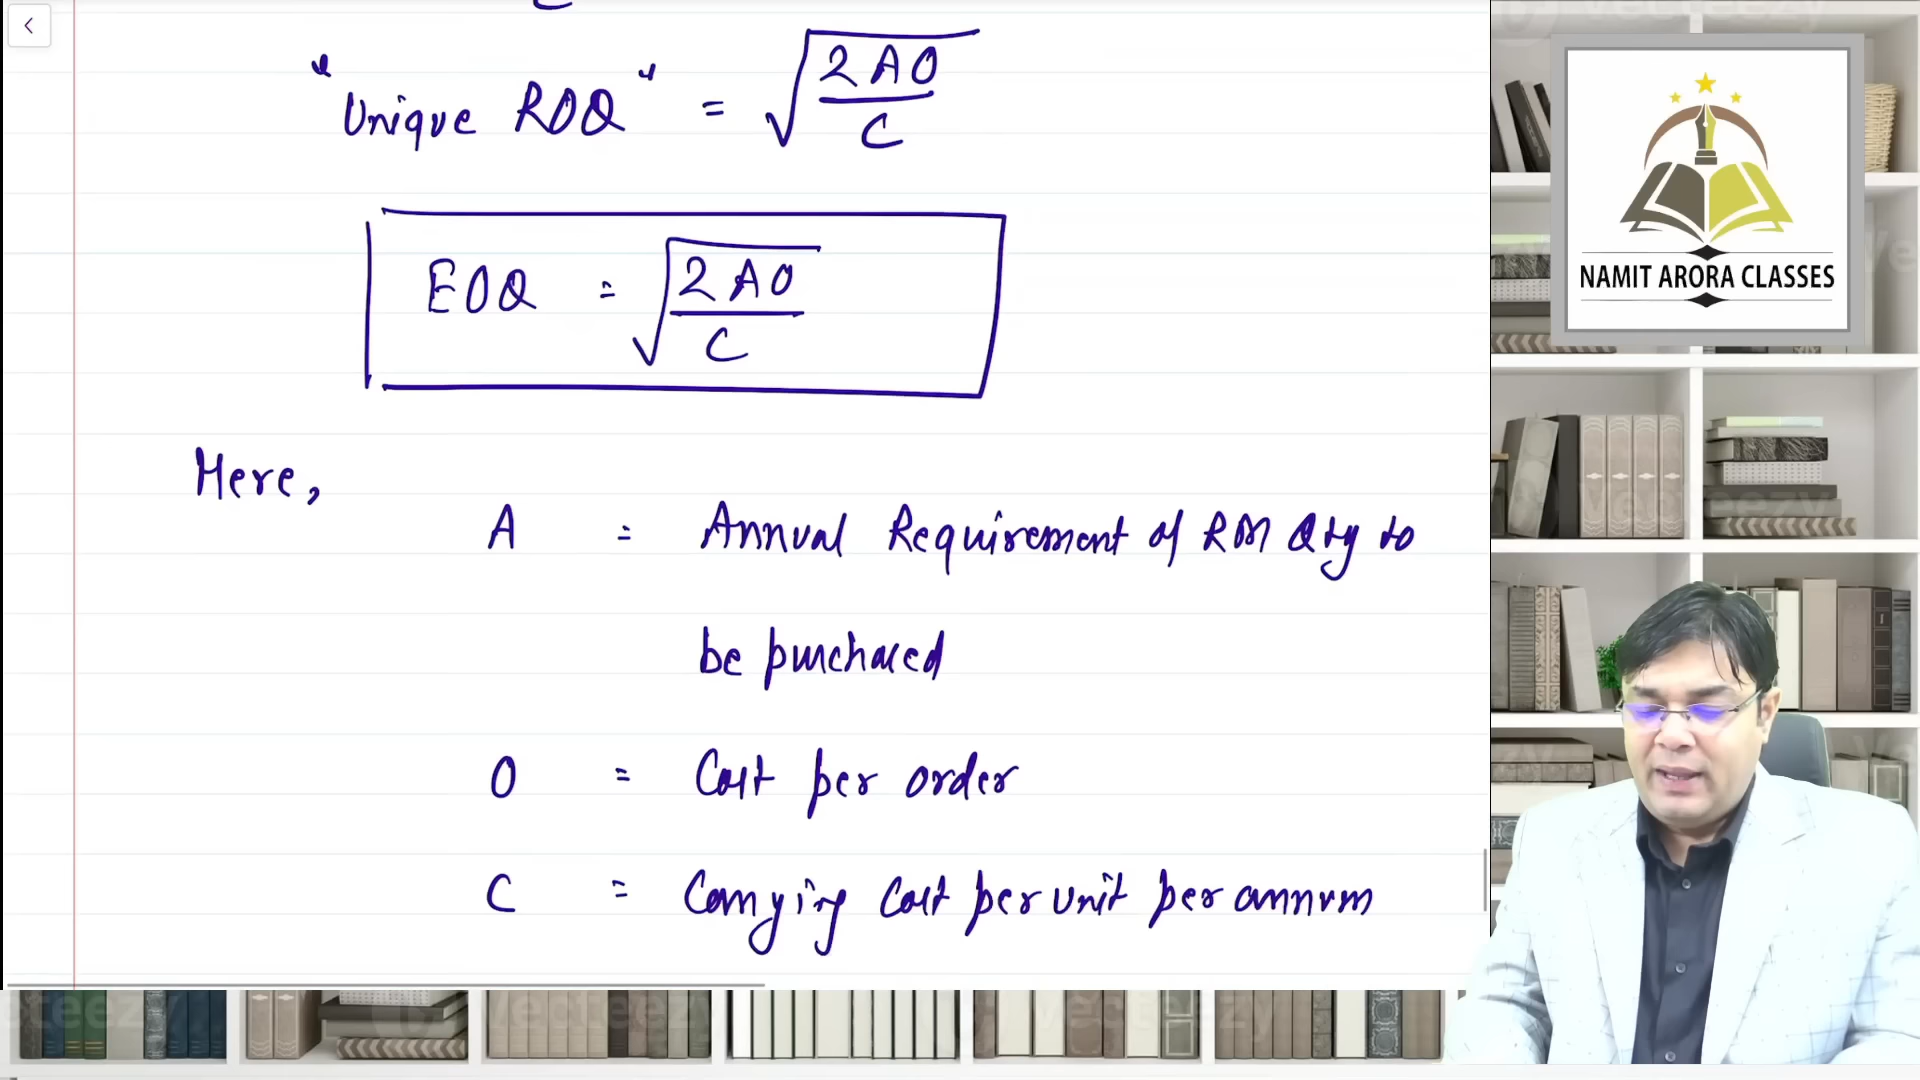 "Unique ROQ" = √2AO/C
EOQ = √2AO/C
Here,
A = Annual Requirement of RM Qty to
be purchased
O = Cost per order
C = Carrying Cost per unit per annum
NAMIT ARORA CLASSES